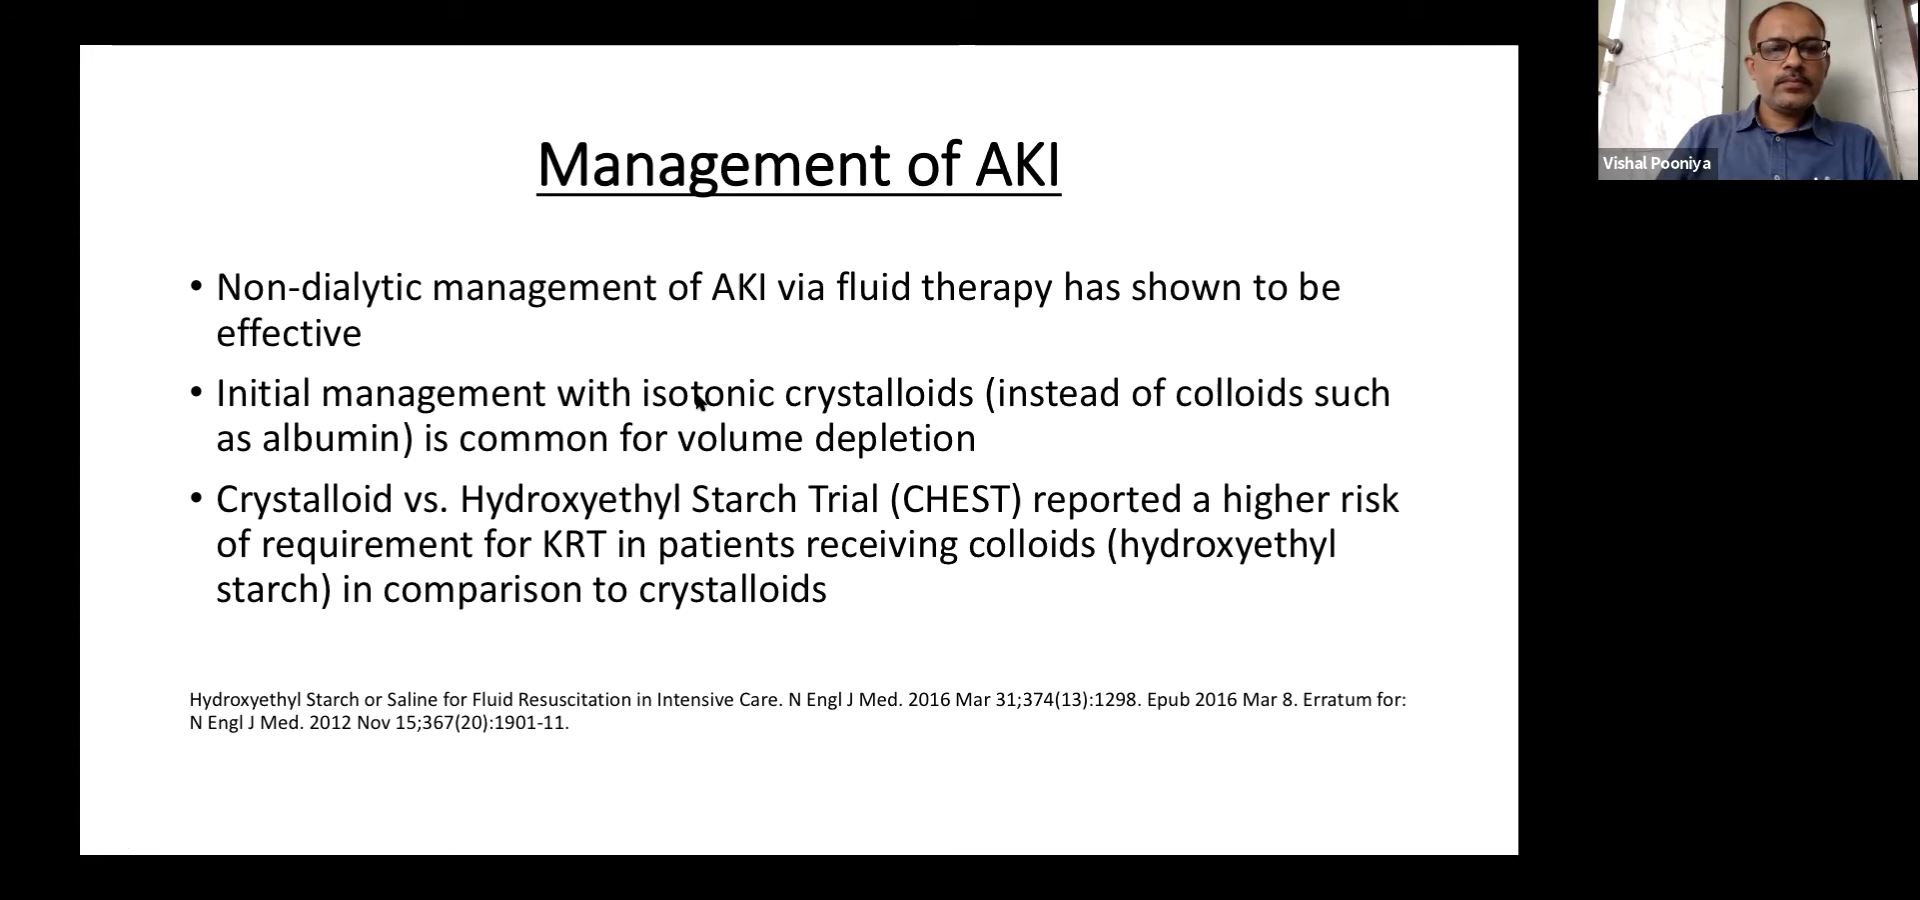 Management of AKI
• Non-dialytic management of AKI via fluid therapy has shown to be
effective
• Initial management with isotonic crystalloids (instead of colloids such
as albumin) is common for volume depletion
• Crystalloid vs. Hydroxyethyl Starch Trial (CHEST) reported a higher risk
of requirement for KRT in patients receiving colloids (hydroxyethyl
starch) in comparison to crystalloids
Hydroxyethyl Starch or Saline for Fluid Resuscitation in Intensive Care. N Engl J Med. 2016 Mar 31;374(13):1298. Epub 2016 Mar 8. Erratum for:
N Engl J Med. 2012 Nov 15;367(20):1901-11.
Vishal Pooniya